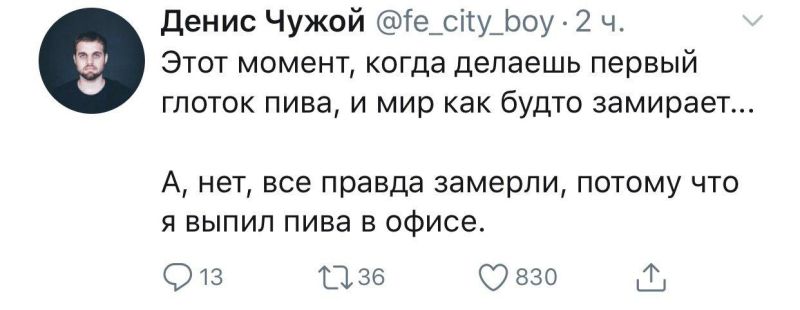 Денис Чужой @fe_city_boy · 2 ч.
Этот момент, когда делаешь первый
глоток пива, и мир как будто замирает...
А, нет, все правда замерли, потому что
я выпил пива в офисе.
13 36 830